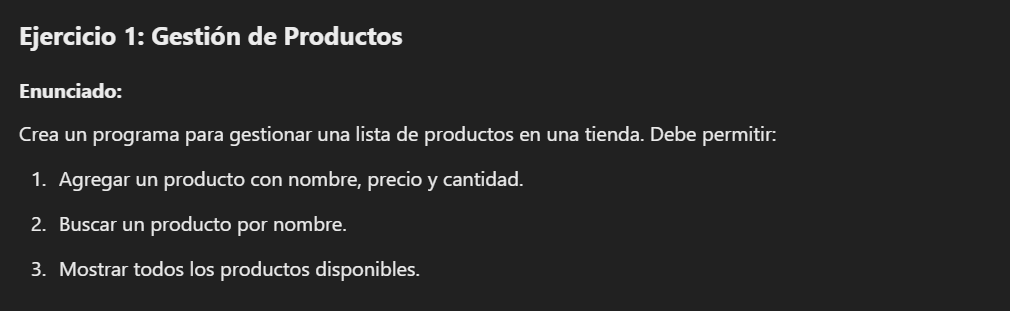 Ejercicio 1: Gestión de Productos
Enunciado:
Crea un programa para gestionar una lista de productos en una tienda. Debe permitir:
1. Agregar un producto con nombre, precio y cantidad.
2. Buscar un producto por nombre.
3. Mostrar todos los productos disponibles.